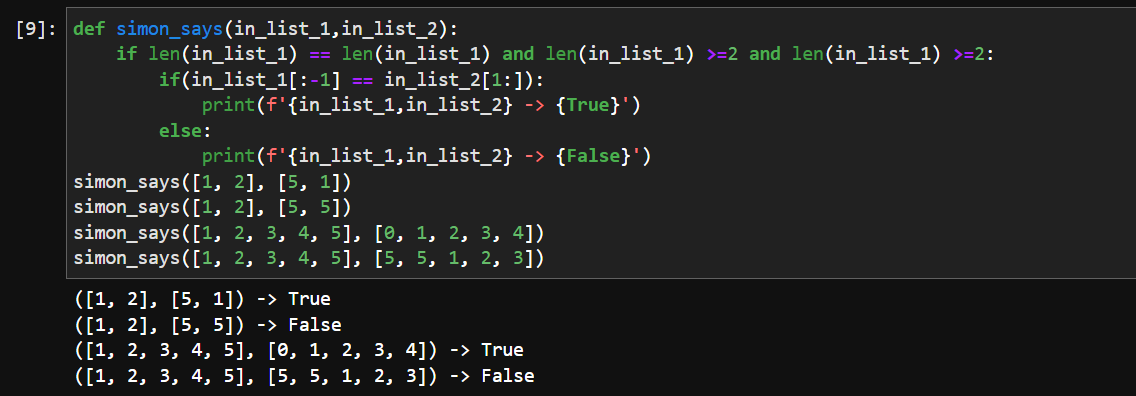 [9]: def simon_says(in_list_1,in_list_2):
    if len(in_list_1) == len(in_list_1) and len(in_list_1) >=2 and len(in_list_1) >=2:
        if(in_list_1[:-1] == in_list_2[1:]):
            print(f'{in_list_1,in_list_2} -> {True}')
        else:
            print(f'{in_list_1,in_list_2} -> {False}')
simon_says([1, 2], [5, 1])
simon_says([1, 2], [5, 5])
simon_says([1, 2, 3, 4, 5], [0, 1, 2, 3, 4])
simon_says([1, 2, 3, 4, 5], [5, 5, 1, 2, 3])
([1, 2], [5, 1]) -> True
([1, 2], [5, 5]) -> False
([1, 2, 3, 4, 5], [0, 1, 2, 3, 4]) -> True
([1, 2, 3, 4, 5], [5, 5, 1, 2, 3]) -> False